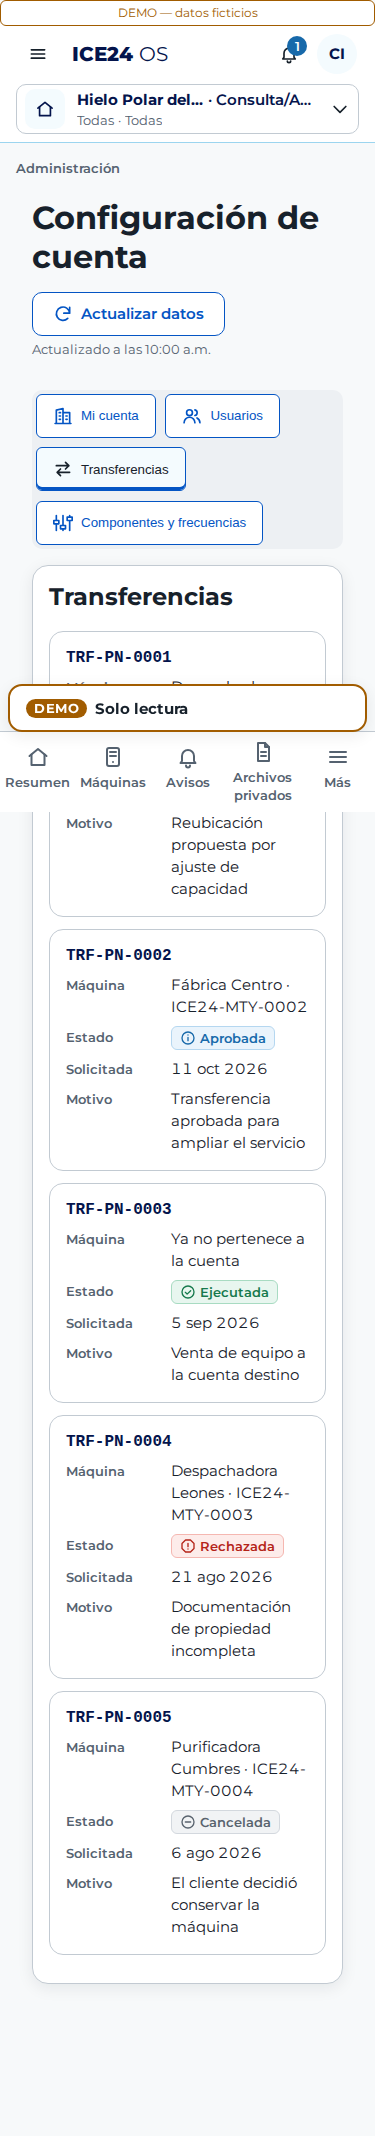 DEMO — datos ficticios
ICE24 OS
1
CI
Hielo Polar del... · Consulta/A...
Todas · Todas
Administración
Configuración de
cuenta
Actualizar datos
Actualizado a las 10:00 a.m.
Mi cuenta
Usuarios
Transferencias
Componentes y frecuencias
Transferencias
TRF-PN-0001
DEMO Solo lectura
Resumen
Máquinas
Avisos
Archivos
privados
Más
Motivo
Reubicación
propuesta por
ajuste de
capacidad
TRF-PN-0002
Máquina
Fábrica Centro ·
ICE24-MTY-0002
Estado
Aprobada
Solicitada
11 oct 2026
Motivo
Transferencia
aprobada para
ampliar el servicio
TRF-PN-0003
Máquina
Ya no pertenece a
la cuenta
Estado
Ejecutada
Solicitada
5 sep 2026
Motivo
Venta de equipo a
la cuenta destino
TRF-PN-0004
Máquina
Despachadora
Leones · ICE24-
MTY-0003
Estado
Rechazada
Solicitada
21 ago 2026
Motivo
Documentación
de propiedad
incompleta
TRF-PN-0005
Máquina
Purificadora
Cumbres · ICE24-
MTY-0004
Estado
Cancelada
Solicitada
6 ago 2026
Motivo
El cliente decidió
conservar la
máquina